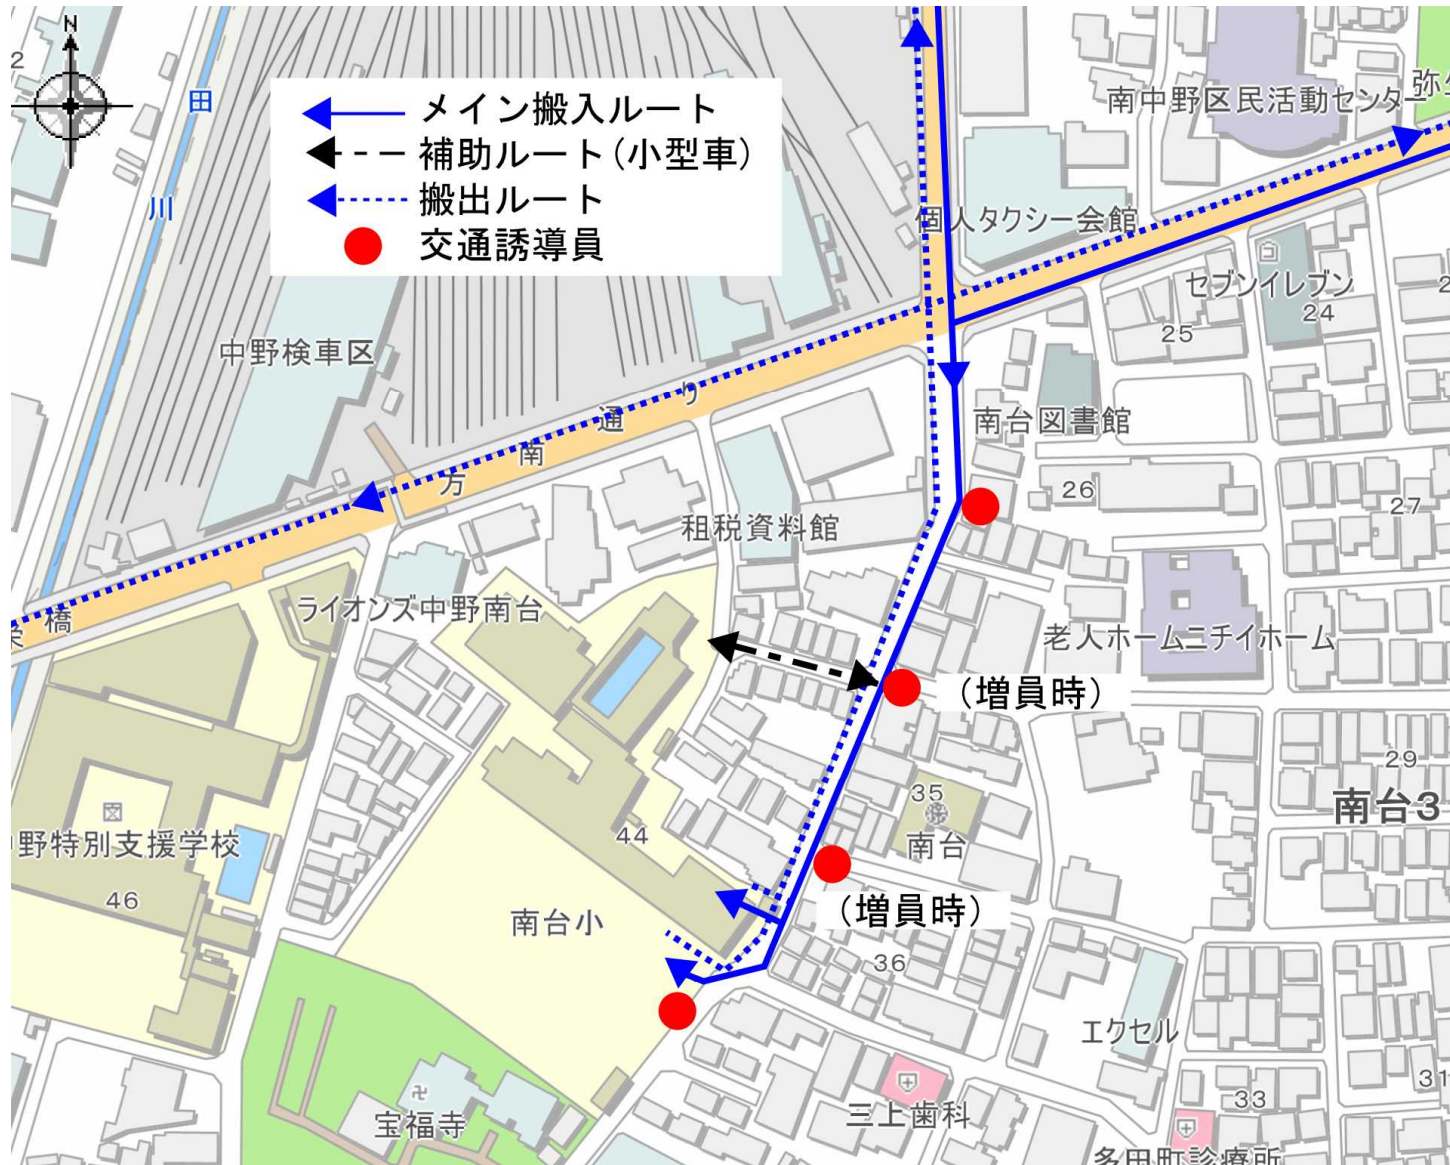 N
2
田
川
メイン搬入ルート
補助ルート(小型車)
搬出ルート
交通誘導員
南中野区民活動センター
弥生
個人タクシー会館
セブンイレブン
24
25
中野検車区
方南通り
南台図書館
26
27
租税資料館
ライオンズ中野南台
橋
老人ホームニチイホーム
(増員時)
29
南台3
35
南台
44
(増員時)
野特別支援学校
46
南台小
36
エクセル
31
33
三上歯科
宝福寺
多田町診療所